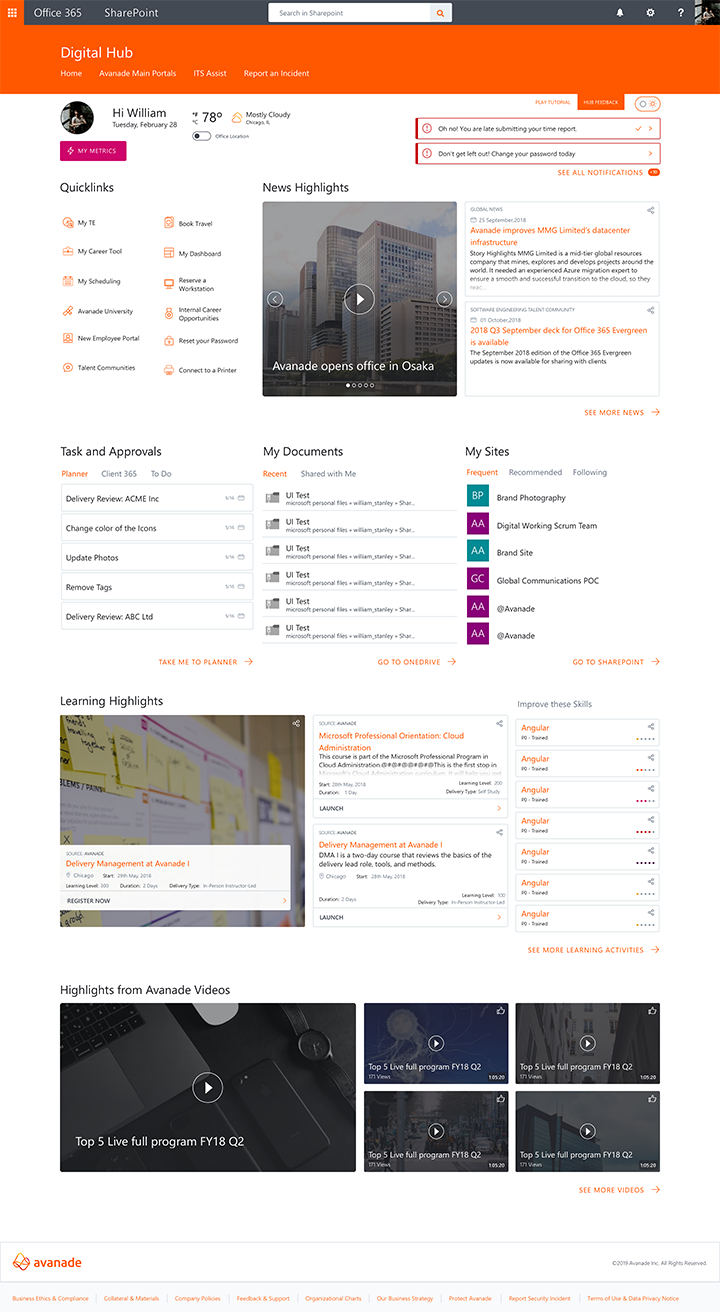 Office 365
SharePoint
Search in Sharepoint
?
Digital Hub
Home
Avanade Main Portals
ITS Assist
Report an Incident
PLAY TUTORIAL
HUB FEEDBACK
Hi William
Tuesday, February 28
°F
°C
78°
Mostly Cloudy
Chicago, IL
Office Location
MY METRICS
Oh no! You are late submitting your time report.
Don't get left out! Change your password today
SEE ALL NOTIFICATIONS
+10
Quicklinks
My TE
Book Travel
My Career Tool
My Dashboard
My Scheduling
Reserve a
Workstation
Avanade University
Internal Career
Opportunities
New Employee Portal
Reset your Password
Talent Communities
Connect to a Printer
News Highlights
Avanade opens office in Osaka
GLOBAL NEWS
25 September,2018
Avanade improves MMG Limited's datacenter
infrastructure
Story Highlights MMG Limited is a mid-tier global resources
company that mines, explores and develops projects around the
world. It needed an experienced Azure migration expert to
ensure a smooth and successful transition to the cloud, so they
reac...
SOFTWARE ENGINEERING TALENT COMMUNITY
01 October,2018
2018 Q3 September deck for Office 365 Evergreen
is available
The September 2018 edition of the Office 365 Evergreen
updates is now available for sharing with clients
SEE MORE NEWS
Task and Approvals
Planner
Client 365
To Do
Delivery Review: ACME Inc
5/16
Change color of the Icons
5/16
Update Photos
5/16
Remove Tags
5/16
Delivery Review: ABC Ltd
5/16
TAKE ME TO PLANNER
My Documents
Recent
Shared with Me
UI Test
microsoft personal files » william_stanley » Shar...
UI Test
microsoft personal files » william_stanley » Shar...
UI Test
microsoft personal files » william_stanley » Shar...
UI Test
microsoft personal files » william_stanley » Shar...
UI Test
microsoft personal files » william_stanley » Shar...
UI Test
microsoft personal files » william_stanley » Shar...
GO TO ONEDRIVE
My Sites
Frequent
Recommended
Following
BP
Brand Photography
AA
Digital Working Scrum Team
AA
Brand Site
GC
Global Communications POC
AA
@Avanade
AA
@Avanade
GO TO SHAREPOINT
Learning Highlights
SOURCE:AVANADE
Delivery Management at Avanade I
Chicago
Start: 29th May, 2018
Learning Level: 300
Duration: 2 Days
Delivery Type: In-Person Instructor-Led
REGISTER NOW
SOURCE:AVANADE
Microsoft Professional Orientation: Cloud
Administration
This course is part of the Microsoft Professional Program in
Cloud Administration.@#@#@@#@#@This is the first stop in
Microsoft's Cloud Administration curriculum. It will help you get
Start: 28th May, 2018
Learning Level: 200
Duration: 1 Day
Delivery Type: Self Study
LAUNCH
SOURCE:AVANADE
Delivery Management at Avanade I
DMA I is a two-day course that reviews the basics of the
delivery lead role, tools, and methods.
Chicago
Start: 28th May, 2018
Learning Level: 100
Duration: 2 Days
Delivery Type: In-Person Instructor-Led
LAUNCH
Improve these Skills
Angular
P0 - Trained
Angular
P0 - Trained
Angular
P0 - Trained
Angular
P0 - Trained
Angular
P0 - Trained
Angular
P0 - Trained
Angular
P0 - Trained
SEE MORE LEARNING ACTIVITIES
Highlights from Avanade Videos
Top 5 Live full program FY18 Q2
Top 5 Live full program FY18 Q2
171 Views
1:05:20
Top 5 Live full program FY18 Q2
171 Views
1:05:20
Top 5 Live full program FY18 Q2
171 Views
1:05:20
Top 5 Live full program FY18 Q2
171 Views
1:05:20
SEE MORE VIDEOS
avanade
©2019 Avanade Inc. All Rights Reserved.
Business Ethics & Compliance
Collateral & Materials
Company Policies
Feedback & Support
Organizational Charts
Our Business Strategy
Protect Avanade
Report Security Incident
Terms of Use & Data Privacy Notice